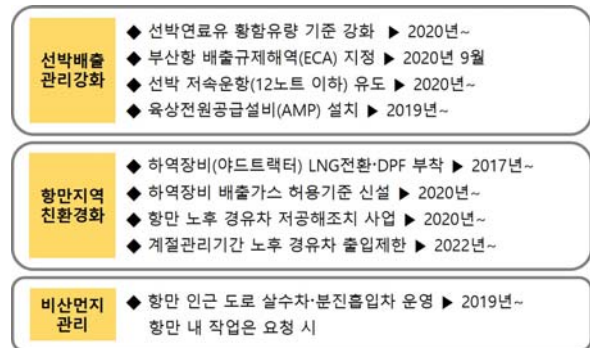 선박배출
관리강화
◆ 선박연료유 황함유량 기준 강화 ▶ 2020년~
◆ 부산항 배출규제해역(ECA) 지정 ▶ 2020년 9월
◆ 선박 저속운항(12노트 이하) 유도 ▶ 2020년~
◆ 육상전원공급설비(AMP) 설치 ▶ 2019년~
항만지역
친환경화
◆ 하역장비(야드트랙터) LNG전환·DPF 부착 ▶ 2017년~
◆ 하역장비 배출가스 허용기준 신설 ▶ 2020년~
◆ 항만 노후 경유차 저공해조치 사업 ▶ 2020년~
◆ 계절관리기간 노후 경유차 출입제한 ▶ 2022년~
비산먼지
관리
◆ 항만 인근 도로 살수차·분진흡입차 운영 ▶ 2019년~
항만 내 작업은 요청 시